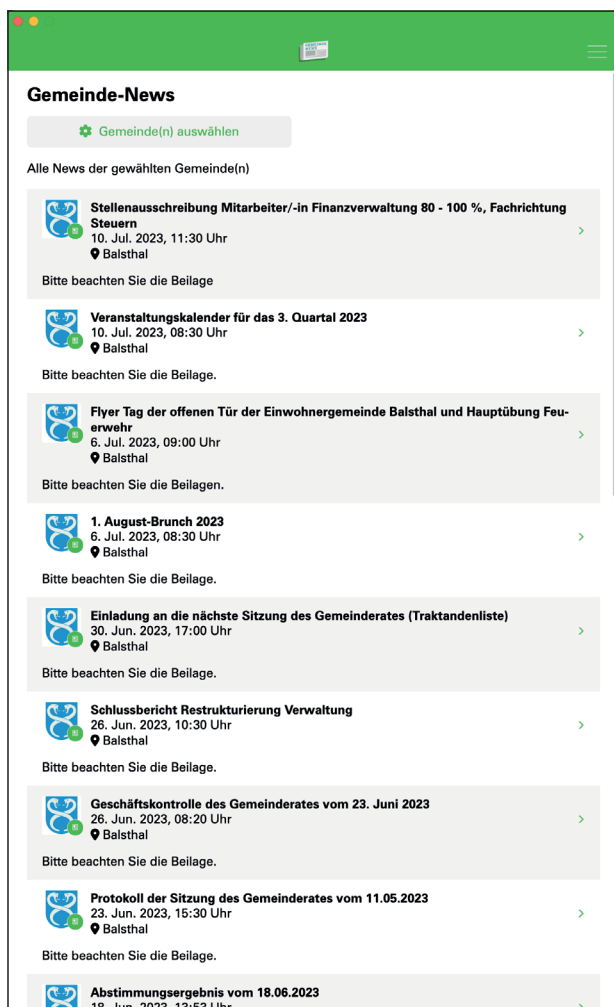 Gemeinde-News
Gemeinde(n) auswählen
Alle News der gewählten Gemeinde(n)
Stellenausschreibung Mitarbeiter/-in Finanzverwaltung 80 - 100 %, Fachrichtung
Steuern
10. Jul. 2023, 11:30 Uhr
Balsthal
Bitte beachten Sie die Beilage
Veranstaltungskalender für das 3. Quartal 2023
10. Jul. 2023, 08:30 Uhr
Balsthal
Bitte beachten Sie die Beilage.
Flyer Tag der offenen Tür der Einwohnergemeinde Balsthal und Hauptübung Feu-
erwehr
6. Jul. 2023, 09:00 Uhr
Balsthal
Bitte beachten Sie die Beilagen.
1. August-Brunch 2023
6. Jul. 2023, 08:30 Uhr
Balsthal
Bitte beachten Sie die Beilage.
Einladung an die nächste Sitzung des Gemeinderates (Traktandenliste)
30. Jun. 2023, 17:00 Uhr
Balsthal
Bitte beachten Sie die Beilage.
Schlussbericht Restrukturierung Verwaltung
26. Jun. 2023, 10:30 Uhr
Balsthal
Bitte beachten Sie die Beilage.
Geschäftskontrolle des Gemeinderates vom 23. Juni 2023
26. Jun. 2023, 08:20 Uhr
Balsthal
Bitte beachten Sie die Beilage.
Protokoll der Sitzung des Gemeinderates vom 11.05.2023
23. Jun. 2023, 15:30 Uhr
Balsthal
Bitte beachten Sie die Beilage.
Abstimmungsergebnis vom 18.06.2023
18. Jun. 2023, 13:53 Uhr